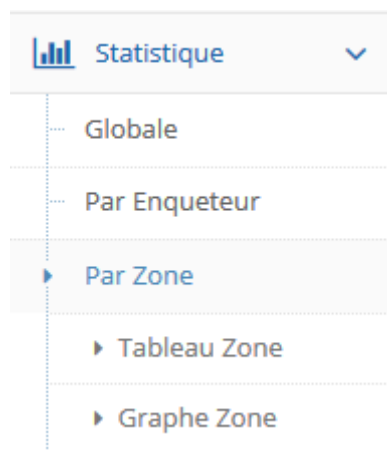 Statistique
Globale
Par Enqueteur
Par Zone
Tableau Zone
Graphe Zone